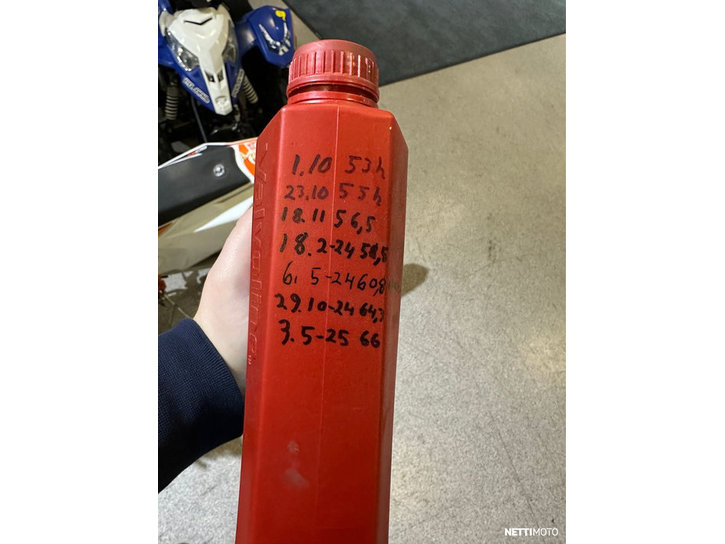 1.10 53h
23.10 55h
18.11 56,5
18.2-24 58,5
6. 5-24 60,8
29.10-24 64,3
3.5-25 66
Valvoline
NETTIMOTO